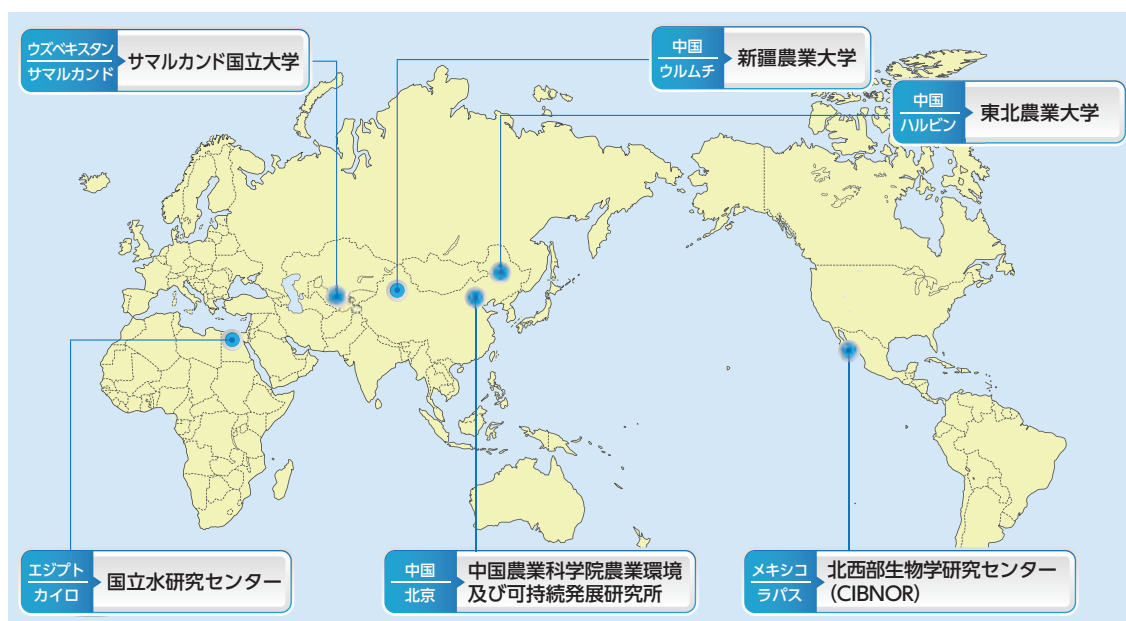 ウズベキスタン
サマルカンド
サマルカンド国立大学
中国
ウルムチ
新疆農業大学
中国
ハルビン
東北農業大学
エジプト
カイロ
国立水研究センター
中国
北京
中国農業科学院農業環境
及び可持続発展研究所
メキシコ
ラパス
北西部生物学研究センター
(CIBNOR)